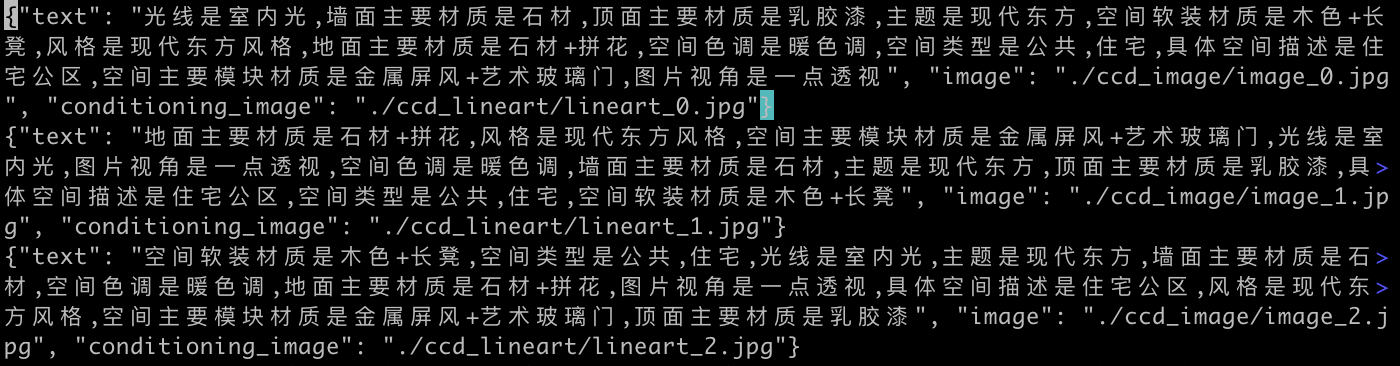 {"text": "光线是室内光,墙面主要材质是石材,顶面主要材质是乳胶漆,主题是现代东方,空间软装材质是木色+长
凳,风格是现代东方风格,地面主要材质是石材+拼花,空间色调是暖色调,空间类型是公共,住宅,具体空间描述是住
宅公区,空间主要模块材质是金属屏风+艺术玻璃门,图片视角是一点透视", "image": "./ccd_image/image_0.jpg
", "conditioning_image": "./ccd_lineart/lineart_0.jpg"}
{"text": "地面主要材质是石材+拼花,风格是现代东方风格,空间主要模块材质是金属屏风+艺术玻璃门,光线是室
内光,图片视角是一点透视,空间色调是暖色调,墙面主要材质是石材,主题是现代东方,顶面主要材质是乳胶漆,具>
体空间描述是住宅公区,空间类型是公共,住宅,空间软装材质是木色+长凳", "image": "./ccd_image/image_1.jp
g", "conditioning_image": "./ccd_lineart/lineart_1.jpg"}
{"text": "空间软装材质是木色+长凳,空间类型是公共,住宅,光线是室内光,主题是现代东方,墙面主要材质是石>
材,空间色调是暖色调,地面主要材质是石材+拼花,图片视角是一点透视,具体空间描述是住宅公区,风格是现代东>
方风格,空间主要模块材质是金属屏风+艺术玻璃门,顶面主要材质是乳胶漆", "image": "./ccd_image/image_2.j
pg", "conditioning_image": "./ccd_lineart/lineart_2.jpg"}